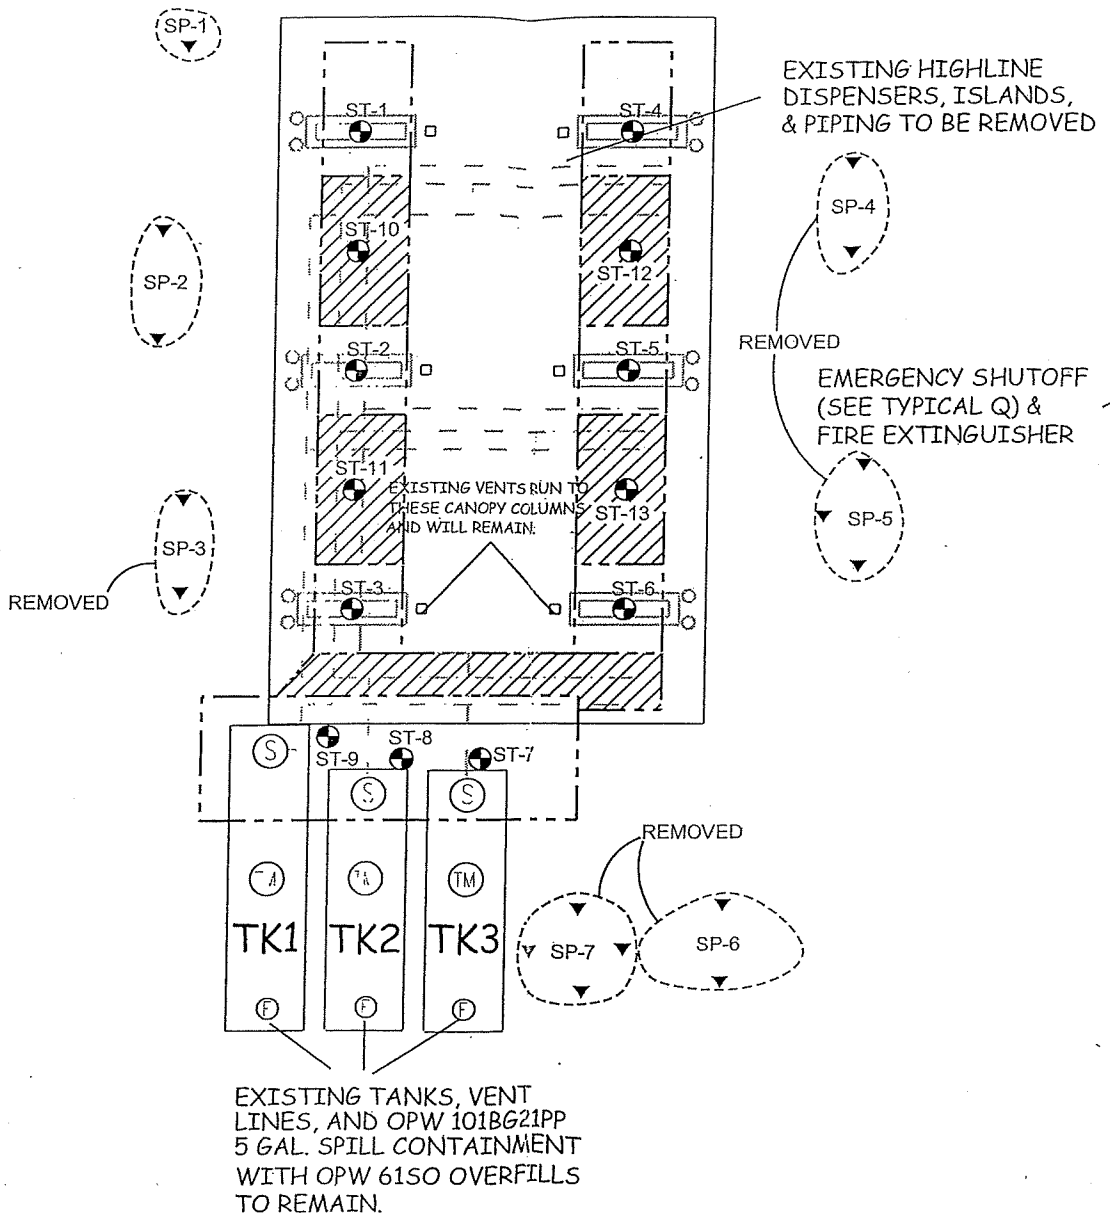 SP-1
EXISTING HIGHLINE
DISPENSERS, ISLANDS,
& PIPING TO BE REMOVED
ST-1
ST-4
SP-4
SP-2
ST-10
ST-12
REMOVED
ST-2
ST-5
EMERGENCY SHUTOFF
(SEE TYPICAL Q) &
FIRE EXTINGUISHER
ST-11
EXISTING VENTS RUN TO
THESE CANOPY COLUMNS
AND WILL REMAIN.
ST-13
SP-5
SP-3
REMOVED
ST-3
ST-6
S
ST-9
ST-8
ST-7
S
S
REMOVED
TM
TK1
TK2
TK3
SP-7
SP-6
F
F
F
EXISTING TANKS, VENT
LINES, AND OPW 101BG21PP
5 GAL. SPILL CONTAINMENT
WITH OPW 61SO OVERFILLS
TO REMAIN.